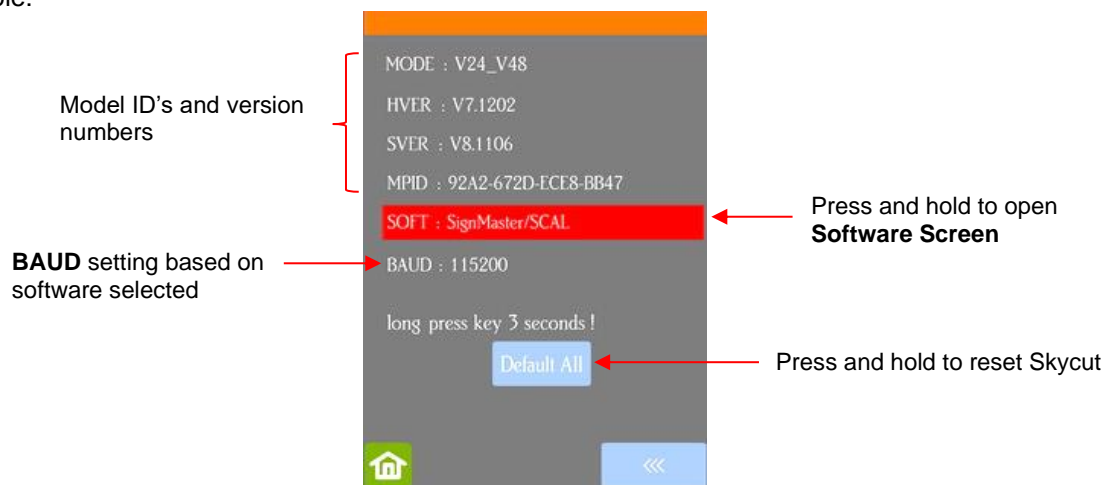 MODE : V24_V48
HVER : V7.1202
SVER : V8.1106
MPID : 92A2-672D-ECE8-BB47
SOFT : SignMaster/SCAL
BAUD : 115200
long press key 3 seconds !
Default All
Model ID's and version
numbers
Press and hold to open
Software Screen
BAUD setting based on
software selected
Press and hold to reset Skycut